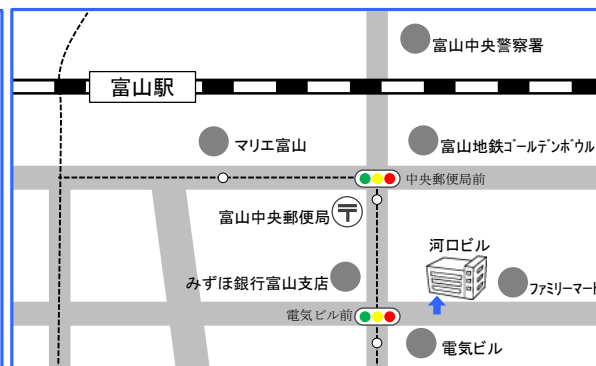 富山中央警察署
富山駅
マリエ富山
富山地鉄ｺﾞｰﾙﾃﾞﾝﾎﾞｳﾙ
中央郵便局前
富山中央郵便局
〒
河口ビル
みずほ銀行富山支店
ﾌｧﾐﾘｰﾏｰﾄ
電気ビル前
電気ビル